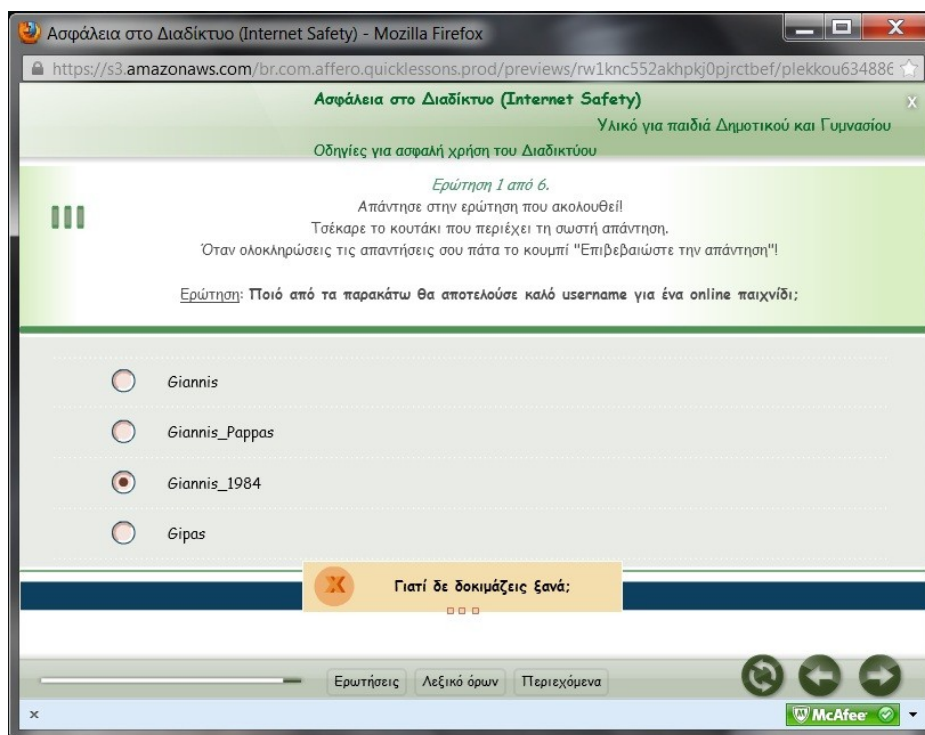 Ασφάλεια στο Διαδίκτυο (Internet Safety) - Mozilla Firefox
https://s3.amazonaws.com/br.com.affero.quicklessons.prod/previews/rw1knc552akhpkj0pjrctbef/plekkou634886
Ασφάλεια στο Διαδίκτυο (Internet Safety)
x
Υλικό για παιδιά Δημοτικού και Γυμνασίου
Οδηγίες για ασφαλή χρήση του Διαδικτύου
Ερώτηση 1 από 6.
Απάντησε στην ερώτηση που ακολουθεί!
Τσέκαρε το κουτάκι που περιέχει τη σωστή απάντηση.
Όταν ολοκληρώσεις τις απαντήσεις σου πάτα το κουμπί "Επιβεβαιώστε την απάντηση"!
Ερώτηση: Ποιό από τα παρακάτω θα αποτελούσε καλό username για ένα online παιχνίδι;
Giannis
Giannis_Pappas
Giannis_1984
Gipas
Γιατί δε δοκιμάζεις ξανά;
Ερωτήσεις
Λεξικό όρων
Περιεχόμενα
x
McAfee